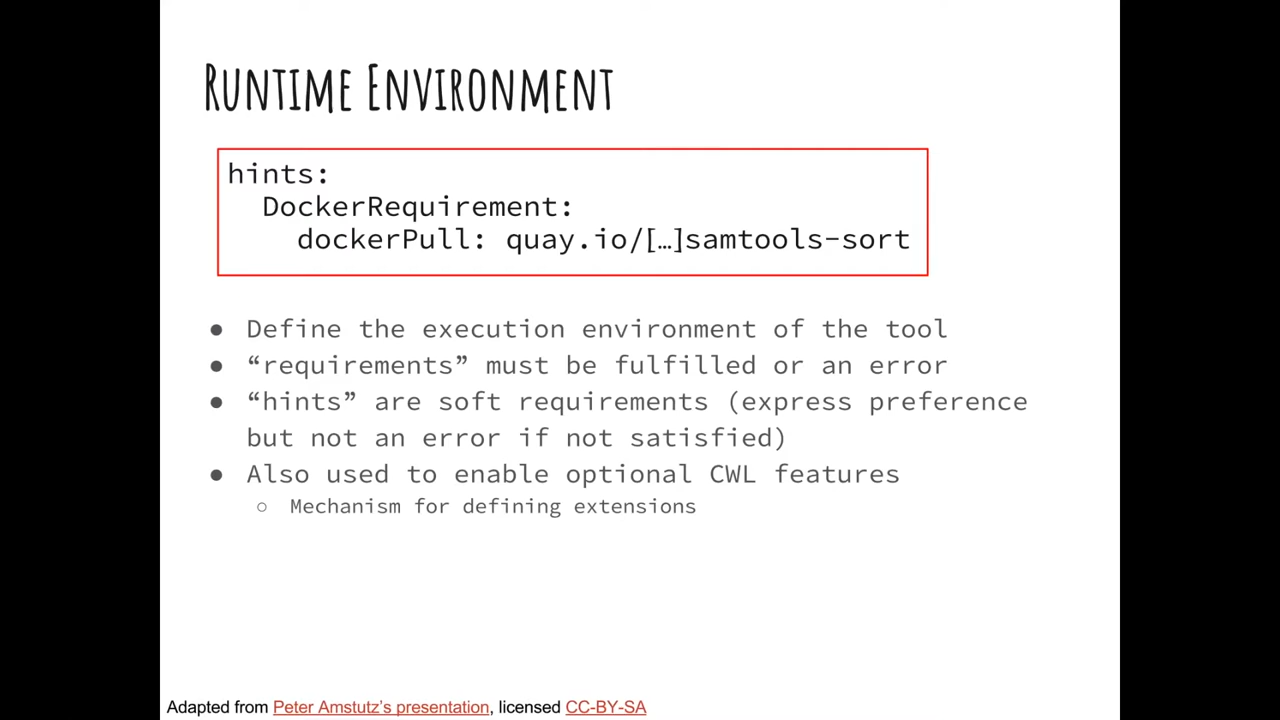 RUNTIME ENVIRONMENT
hints:
DockerRequirement:
dockerPull: quay.io/[…]samtools-sort
● Define the execution environment of the tool
● “requirements” must be fulfilled or an error
● “hints” are soft requirements (express preference
but not an error if not satisfied)
● Also used to enable optional CWL features
○ Mechanism for defining extensions
Adapted from Peter Amstutz’s presentation, licensed CC-BY-SA